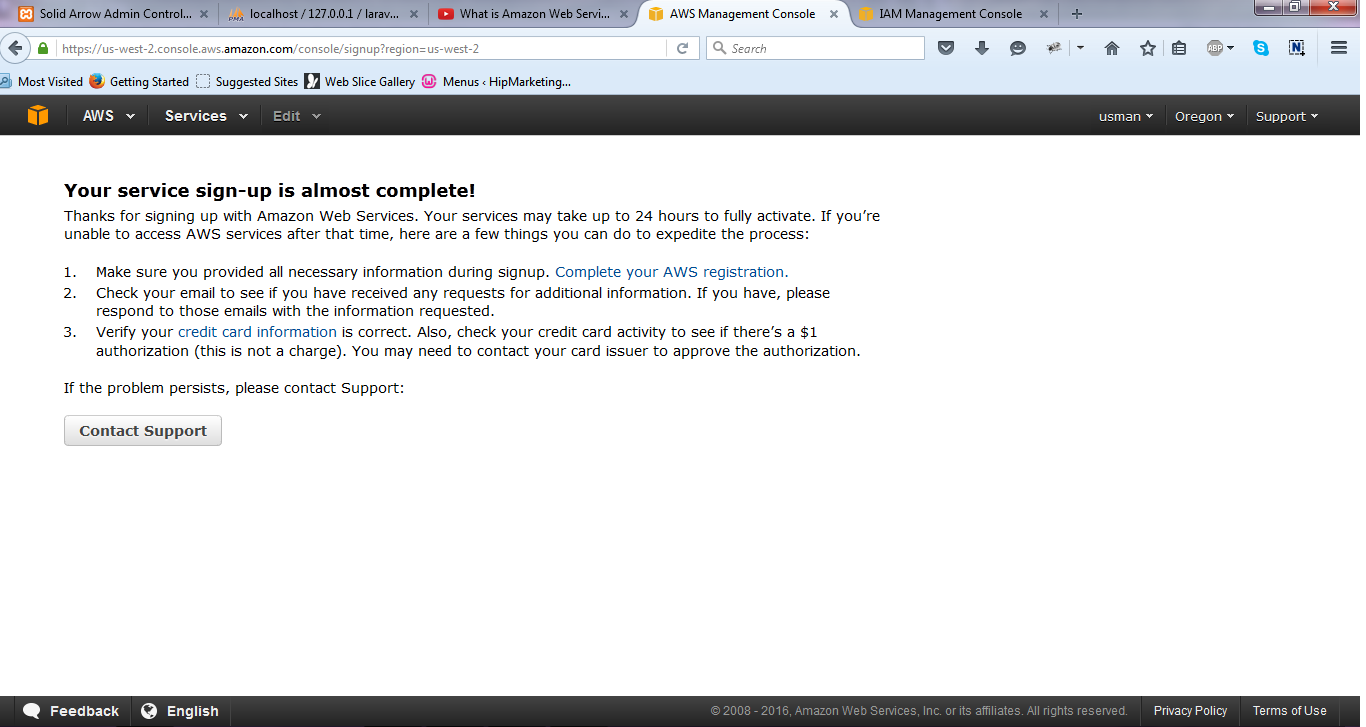 Solid Arrow Admin Control...
localhost / 127.0.0.1 / larav...
What is Amazon Web Servi...
AWS Management Console
IAM Management Console
https://us-west-2.console.aws.amazon.com/console/signup?region=us-west-2
Search
ABP
Most Visited
Getting Started
Suggested Sites
Web Slice Gallery
Menus ‹ HipMarketing...
AWS
Services
Edit
usman
Oregon
Support
Your service sign-up is almost complete!
Thanks for signing up with Amazon Web Services. Your services may take up to 24 hours to fully activate. If you’re
unable to access AWS services after that time, here are a few things you can do to expedite the process:
1. Make sure you provided all necessary information during signup. Complete your AWS registration.
2. Check your email to see if you have received any requests for additional information. If you have, please
respond to those emails with the information requested.
3. Verify your credit card information is correct. Also, check your credit card activity to see if there’s a $1
authorization (this is not a charge). You may need to contact your card issuer to approve the authorization.
If the problem persists, please contact Support:
Contact Support
Feedback
English
© 2008 - 2016, Amazon Web Services, Inc. or its affiliates. All rights reserved.
Privacy Policy
Terms of Use